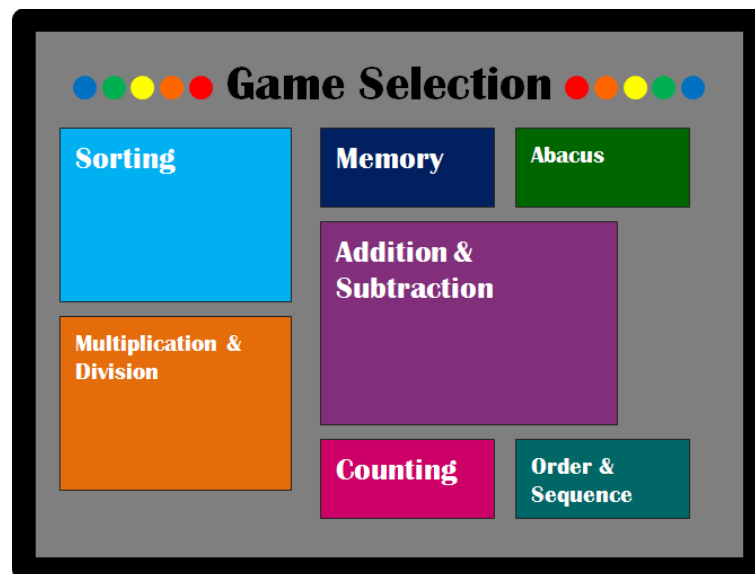 Game Selection
Sorting
Memory
Abacus
Addition &
Subtraction
Multiplication &
Division
Counting
Order &
Sequence